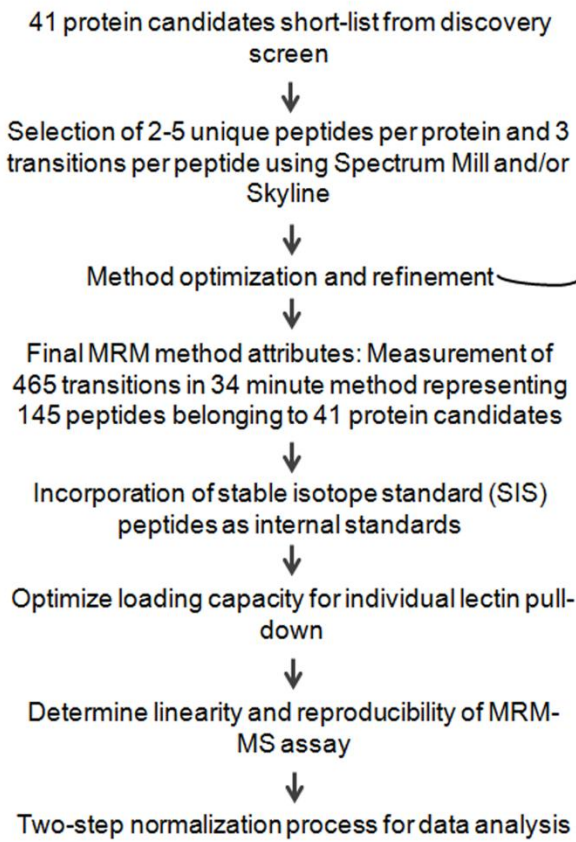 41 protein candidates short-list from discovery
screen
Selection of 2-5 unique peptides per protein and 3
transitions per peptide using Spectrum Mill and/or
Skyline
Method optimization and refinement
Final MRM method attributes: Measurement of
465 transitions in 34 minute method representing
145 peptides belonging to 41 protein candidates
Incorporation of stable isotope standard (SIS)
peptides as internal standards
Optimize loading capacity for individual lectin pull-
down
Determine linearity and reproducibility of MRM-
MS assay
Two-step normalization process for data analysis